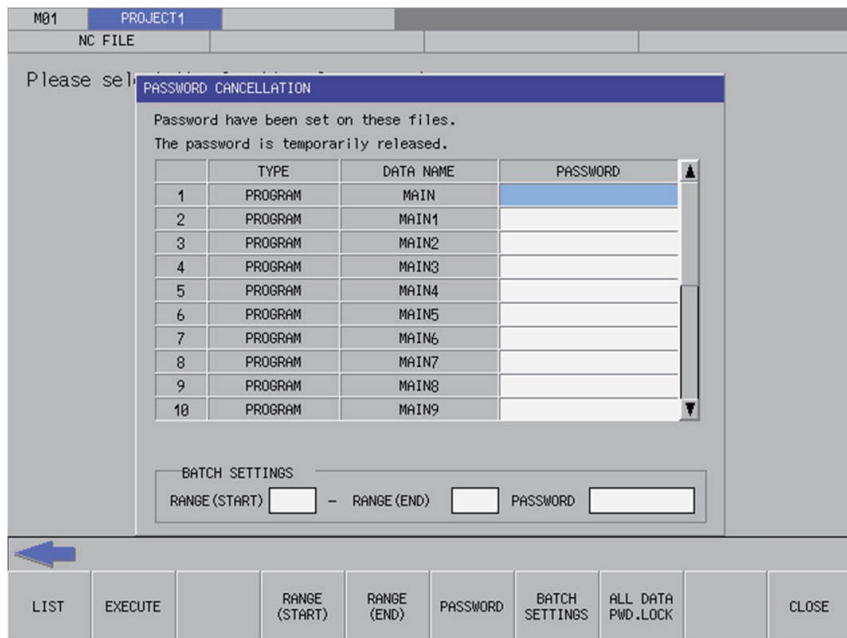 M01 PROJECT1
NC FILE
Please sel
PASSWORD CANCELLATION
Password have been set on these files.
The password is temporarily released.
TYPE DATA NAME PASSWORD
1 PROGRAM MAIN
2 PROGRAM MAIN1
3 PROGRAM MAIN2
4 PROGRAM MAIN3
5 PROGRAM MAIN4
6 PROGRAM MAIN5
7 PROGRAM MAIN6
8 PROGRAM MAIN7
9 PROGRAM MAIN8
10 PROGRAM MAIN9
BATCH SETTINGS
RANGE(START) - RANGE(END) PASSWORD
LIST EXECUTE RANGE (START) RANGE (END) PASSWORD BATCH SETTINGS ALL DATA PWD.LOCK CLOSE